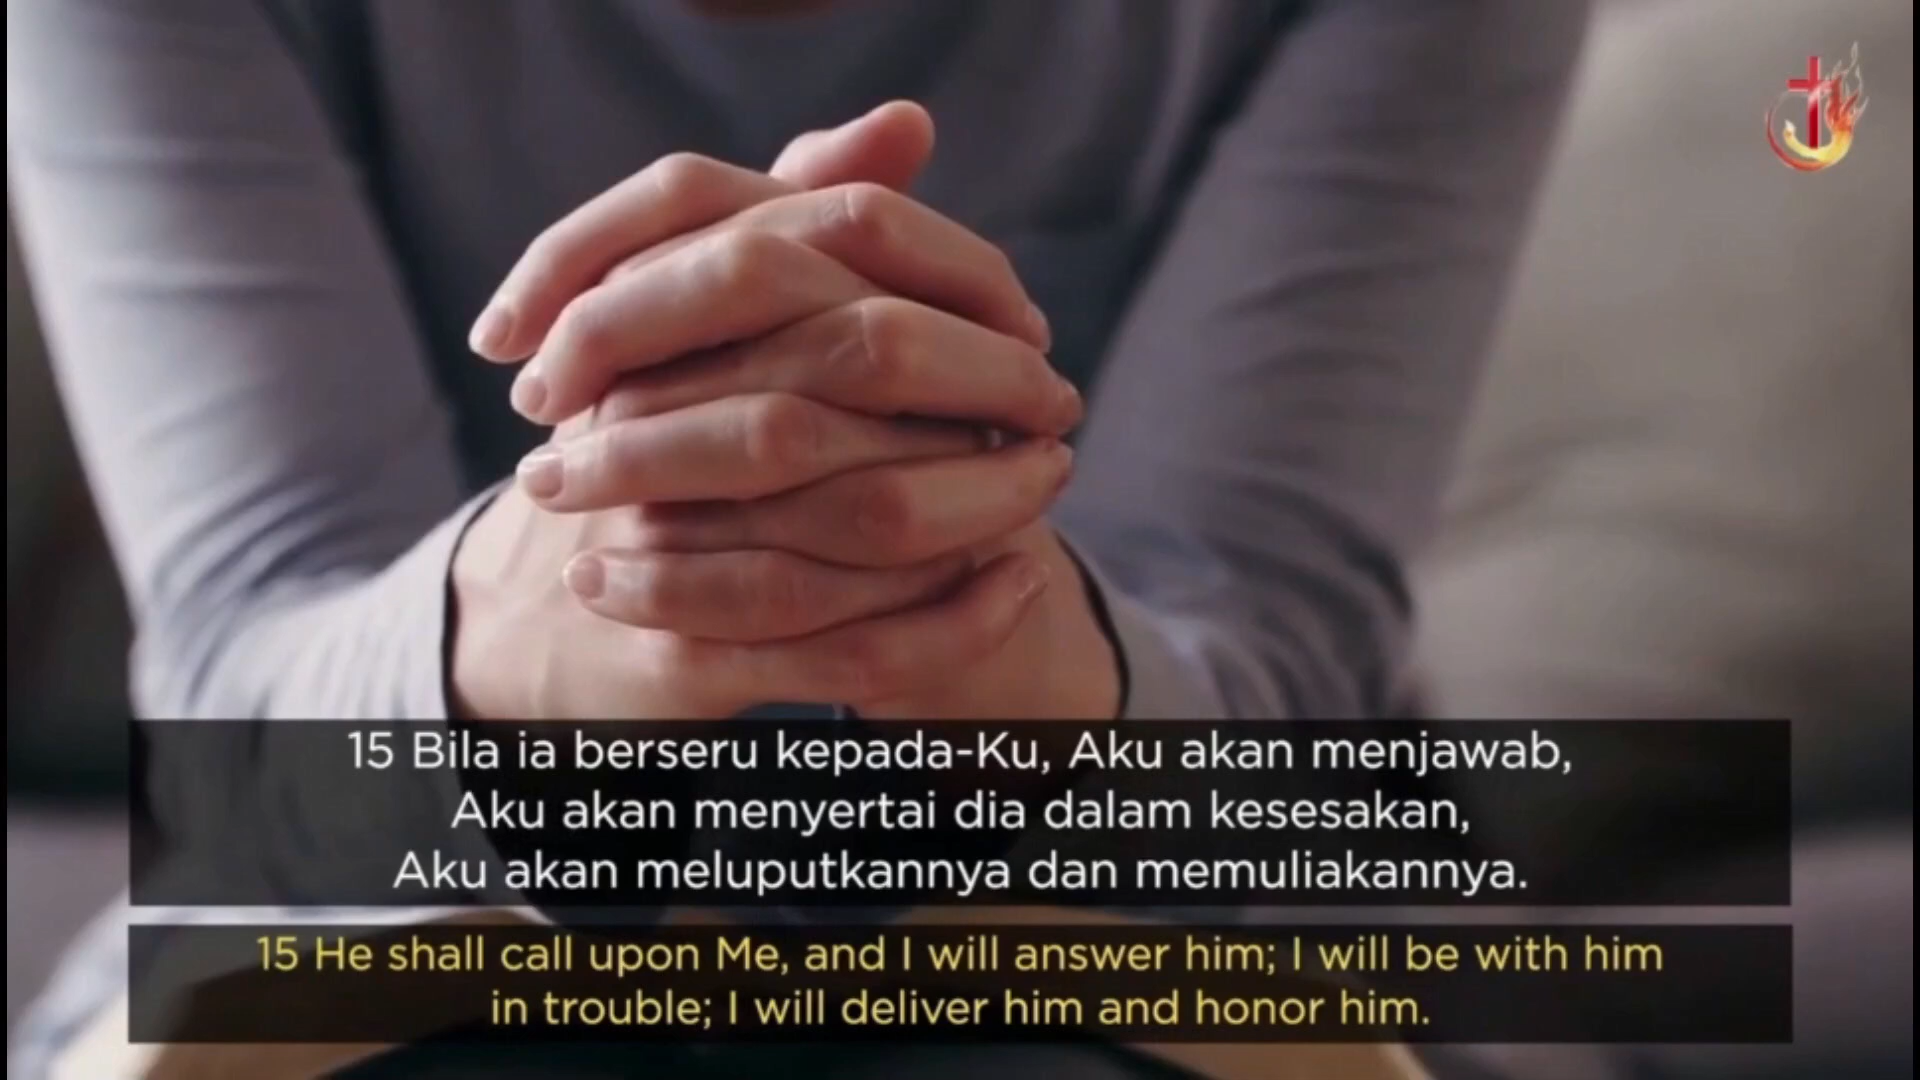 15 Bila ia berseru kepada-Ku, Aku akan menjawab,
Aku akan menyertai dia dalam kesesakan,
Aku akan meluputkannya dan memuliakannya.
15 He shall call upon Me, and I will answer him; I will be with him
in trouble; I will deliver him and honor him.